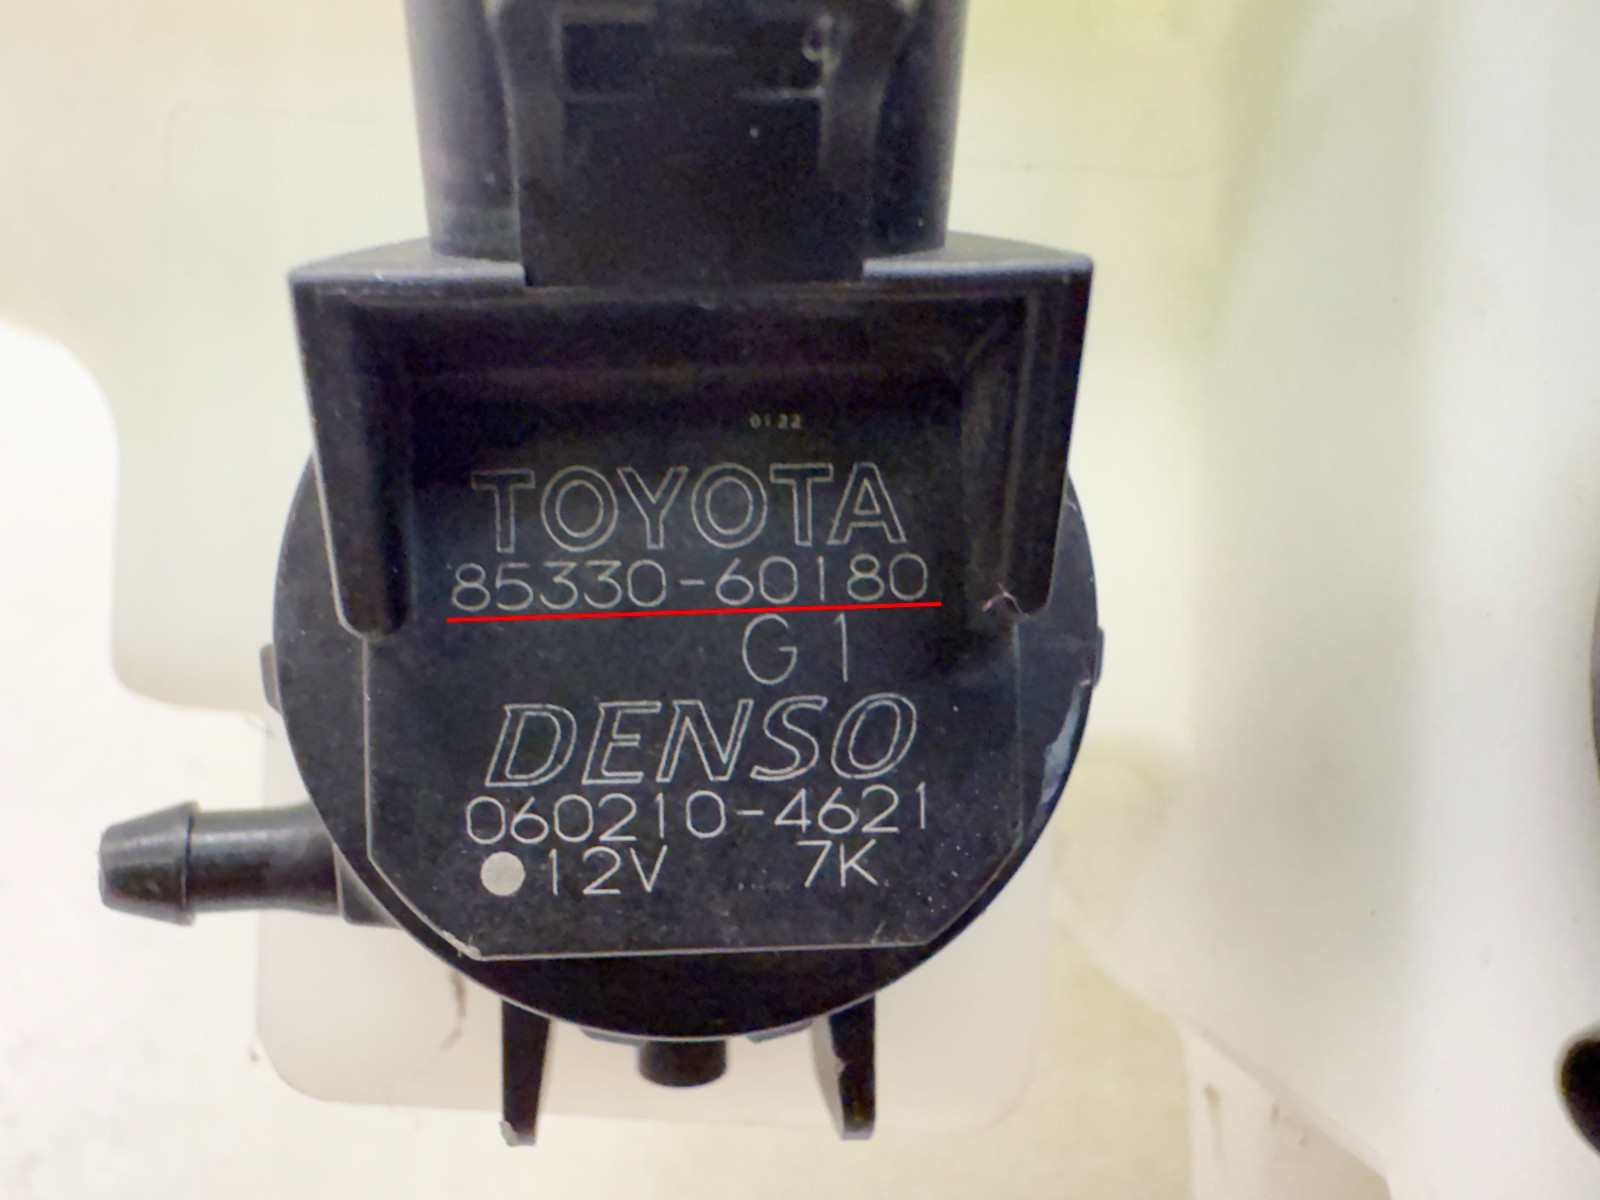 0122
TOYOTA
85330-60180
G1
DENSO
060210-4621
12V 7K